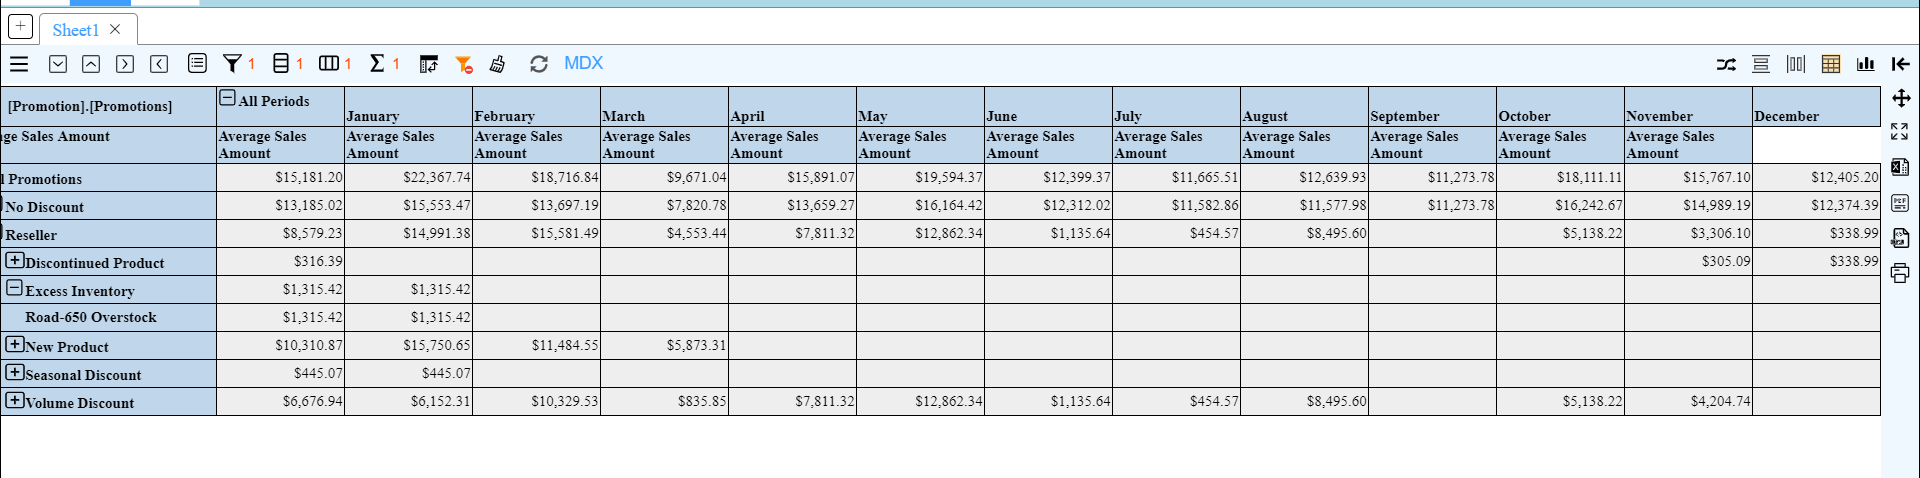 Sheet1
1 1 1 1 MDX
[Promotion].[Promotions] All Periods January February March April May June July August September October November December
ge Sales Amount Average Sales Amount Average Sales Amount Average Sales Amount Average Sales Amount Average Sales Amount Average Sales Amount Average Sales Amount Average Sales Amount Average Sales Amount Average Sales Amount Average Sales Amount Average Sales Amount
l Promotions $15,181.20 $22,367.74 $18,716.84 $9,671.04 $15,891.07 $19,594.37 $12,399.37 $11,665.51 $12,639.93 $11,273.78 $18,111.11 $15,767.10 $12,405.20
No Discount $13,185.02 $15,553.47 $13,697.19 $7,820.78 $13,659.27 $16,164.42 $12,312.02 $11,582.86 $11,577.98 $11,273.78 $16,242.67 $14,989.19 $12,374.39
Reseller $8,579.23 $14,991.38 $15,581.49 $4,553.44 $7,811.32 $12,862.34 $1,135.64 $454.57 $8,495.60 $5,138.22 $3,306.10 $338.99
Discontinued Product $316.39 $305.09 $338.99
Excess Inventory $1,315.42 $1,315.42
Road-650 Overstock $1,315.42 $1,315.42
New Product $10,310.87 $15,750.65 $11,484.55 $5,873.31
Seasonal Discount $445.07 $445.07
Volume Discount $6,676.94 $6,152.31 $10,329.53 $835.85 $7,811.32 $12,862.34 $1,135.64 $454.57 $8,495.60 $5,138.22 $4,204.74